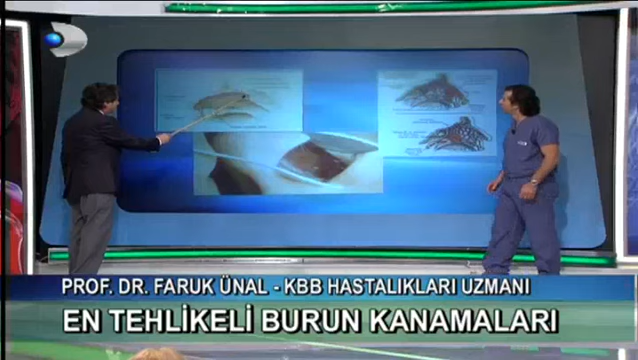 PROF. DR. FARUK ÜNAL - KBB HASTALIKLARI UZMANI
EN TEHLİKELİ BURUN KANAMALARI